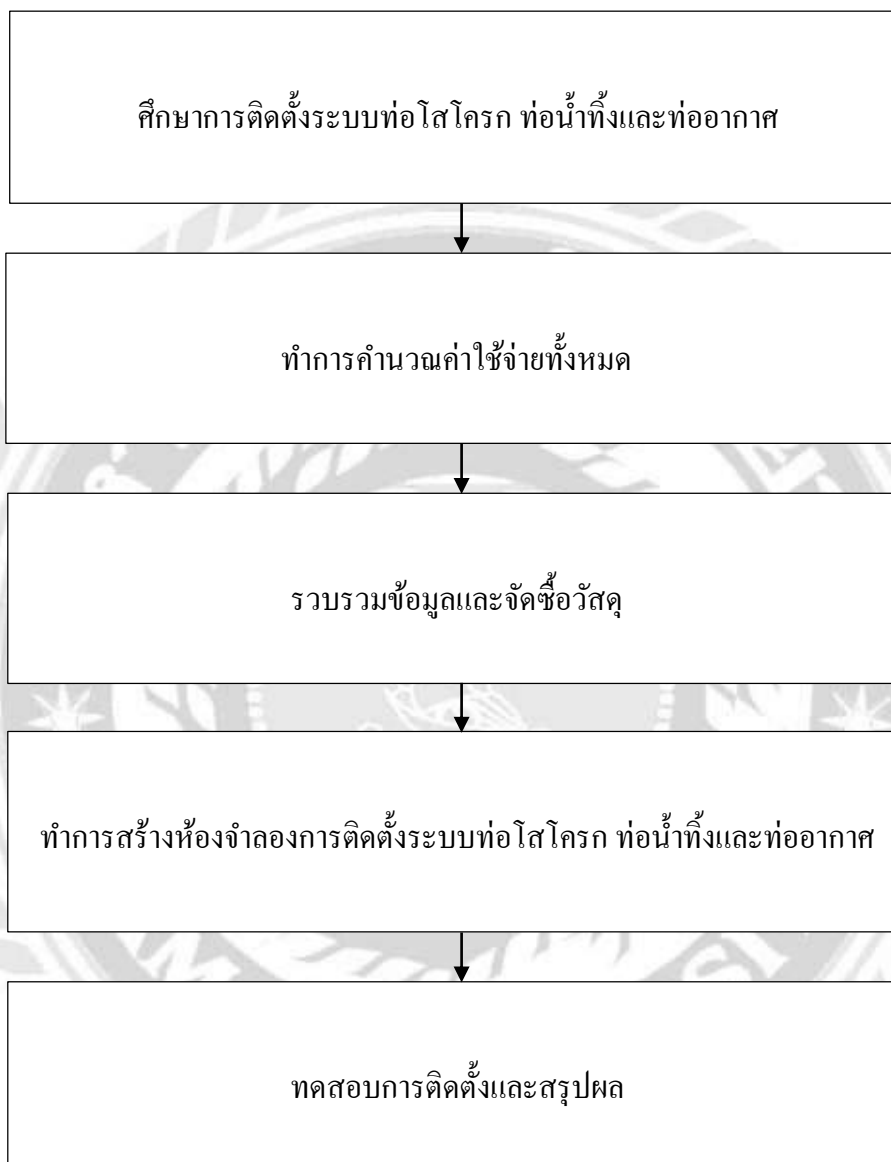 ศึกษาการติดตั้งระบบท่อโสโครก ท่อน้ำทิ้งและท่ออากาศ
ทำการคำนวณค่าใช้จ่ายทั้งหมด
รวบรวมข้อมูลและจัดซื้อวัสดุ
ทำการสร้างห้องจำลองการติดตั้งระบบท่อโสโครก ท่อน้ำทิ้งและท่ออากาศ
ทดสอบการติดตั้งและสรุปผล